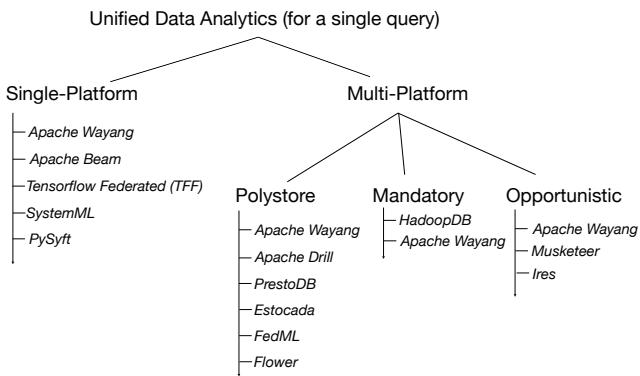 Unified Data Analytics (for a single query)
Single-Platform
Apache Wayang
Apache Beam
Tensorflow Federated (TFF)
SystemML
PySyft
Multi-Platform
Polystore
Apache Wayang
Apache Drill
PrestoDB
Estocada
FedML
Flower
Mandatory
HadoopDB
Apache Wayang
Opportunistic
Apache Wayang
Musketeer
Ires